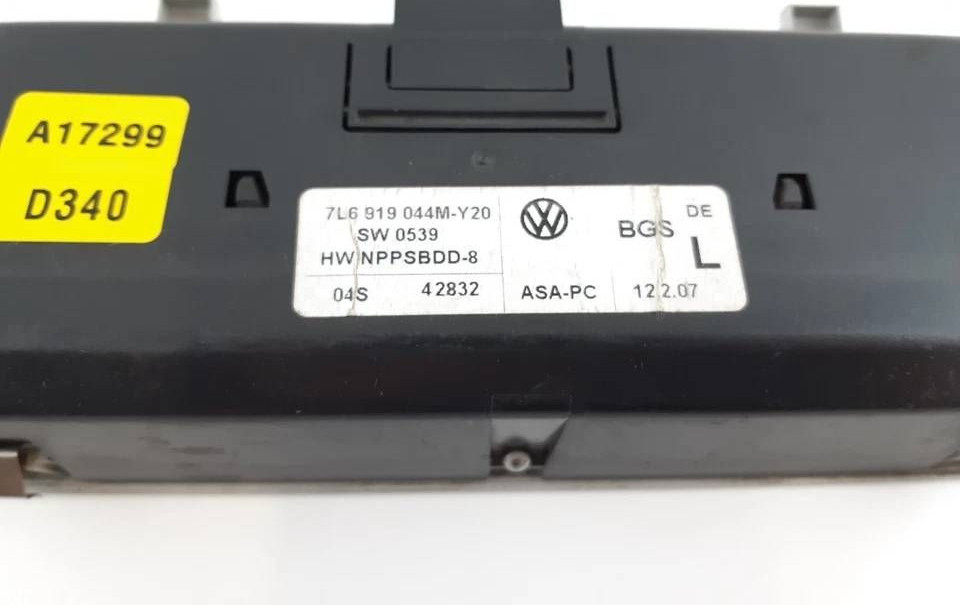 A17299
D340
7L6 919 044M-Y20
SW 0539
HW NPPSBDD-8
04S 42832
BGS DE
L
ASA-PC 12.2.07